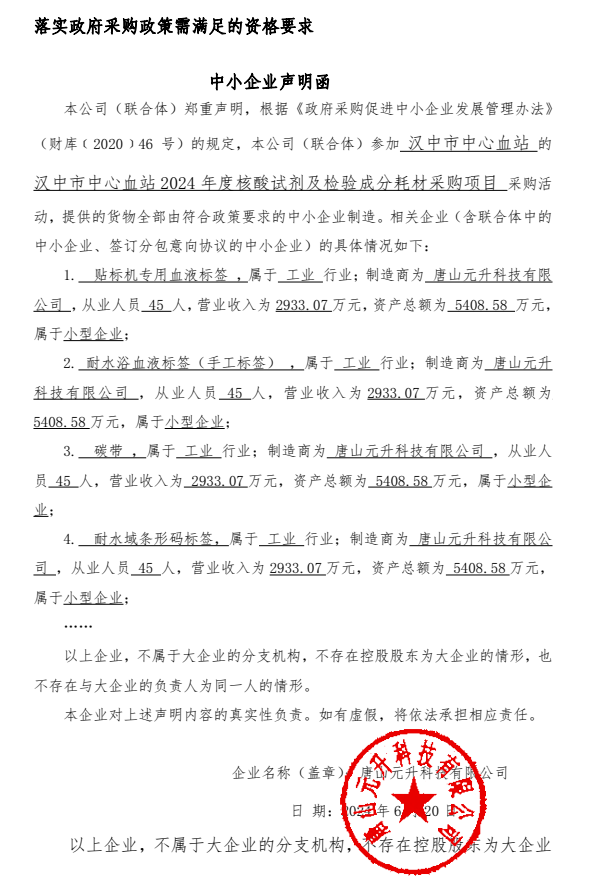 落实政府采购政策需满足的资格要求
中小企业声明函
本公司（联合体）郑重声明，根据《政府采购促进中小企业发展管理办法》
（财库﹝2020﹞46 号）的规定，本公司（联合体）参加 汉中市中心血站 的
汉中市中心血站 2024 年度核酸试剂及检验成分耗材采购项目 采购活
动，提供的货物全部由符合政策要求的中小企业制造。相关企业（含联合体中的
中小企业、签订分包意向协议的中小企业）的具体情况如下：
1. 贴标机专用血液标签 ，属于 工业 行业；制造商为 唐山元升科技有限
公司 ，从业人员 45 人，营业收入为 2933.07 万元，资产总额为 5408.58 万元，
属于小型企业；
2. 耐水浴血液标签（手工标签） ，属于 工业 行业；制造商为 唐山元升
科技有限公司 ，从业人员 45 人，营业收入为 2933.07 万元，资产总额为
5408.58 万元，属于小型企业；
3. 碳带 ，属于 工业 行业；制造商为 唐山元升科技有限公司 ，从业人
员 45 人，营业收入为 2933.07 万元，资产总额为 5408.58 万元，属于小型企
业；
4. 耐水域条形码标签，属于 工业 行业；制造商为 唐山元升科技有限公
司 ，从业人员 45 人，营业收入为 2933.07 万元，资产总额为 5408.58 万元，
属于小型企业；
……
以上企业，不属于大企业的分支机构，不存在控股股东为大企业的情形，也
不存在与大企业的负责人为同一人的情形。
本企业对上述声明内容的真实性负责。如有虚假，将依法承担相应责任。
企业名称（盖章）：唐山元升科技有限公司
日 期：2024 年 6 月 20 日
唐山元升科技有限公司
以上企业，不属于大企业的分支机构，不存在控股股东为大企业